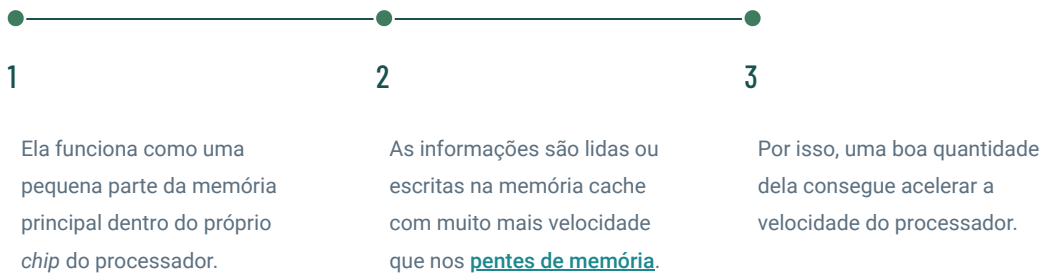 1
Ela funciona como uma
pequena parte da memória
principal dentro do próprio
chip do processador.
2
As informações são lidas ou
escritas na memória cache
com muito mais velocidade
que nos pentes de memória.
3
Por isso, uma boa quantidade
dela consegue acelerar a
velocidade do processador.